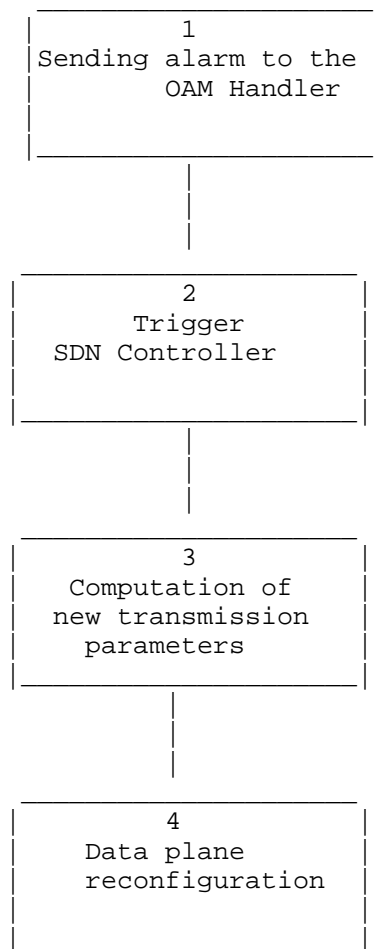 1
Sending alarm to the
OAM Handler
2
Trigger
SDN Controller
3
Computation of
new transmission
parameters
4
Data plane
reconfiguration